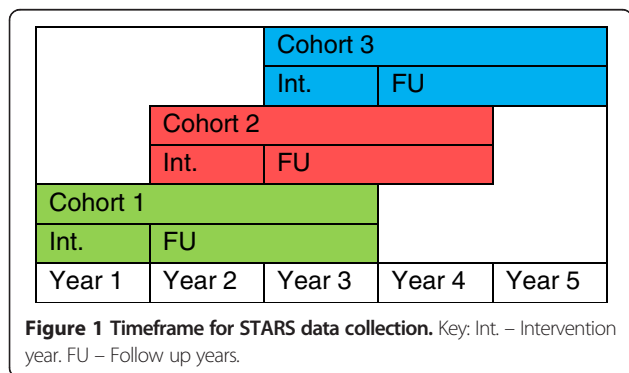 Cohort 3
Int. FU
Cohort 2
Int. FU
Cohort 1
Int. FU
Year 1 Year 2 Year 3 Year 4 Year 5
Figure 1 Timeframe for STARS data collection. Key: Int. – Intervention
year. FU – Follow up years.